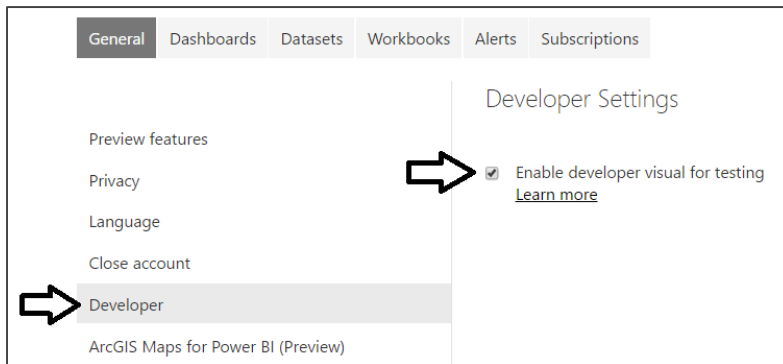 General Dashboards Datasets Workbooks Alerts Subscriptions
Developer Settings
Preview features
Privacy
Language
Close account
Developer
ArcGIS Maps for Power BI (Preview)
Enable developer visual for testing
Learn more